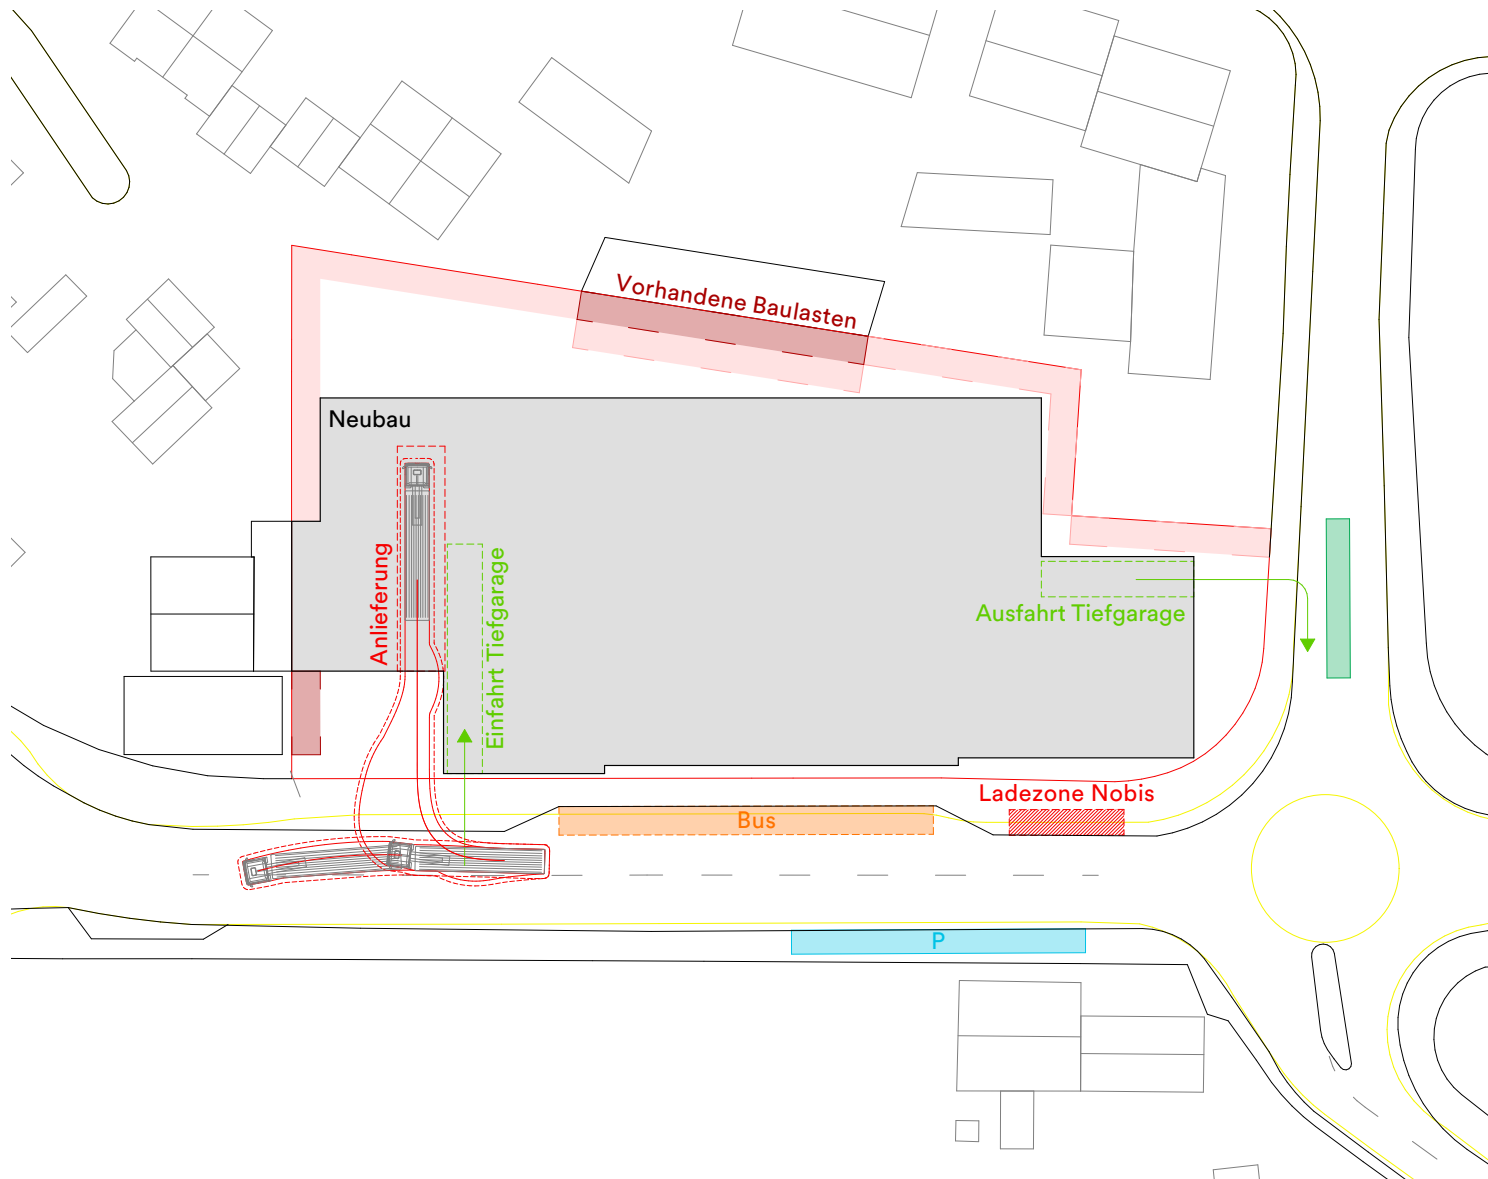 Vorhandene Baulasten
Neubau
Anlieferung
Einfahrt Tiefgarage
Ausfahrt Tiefgarage
Ladezone Nobis
Bus
P